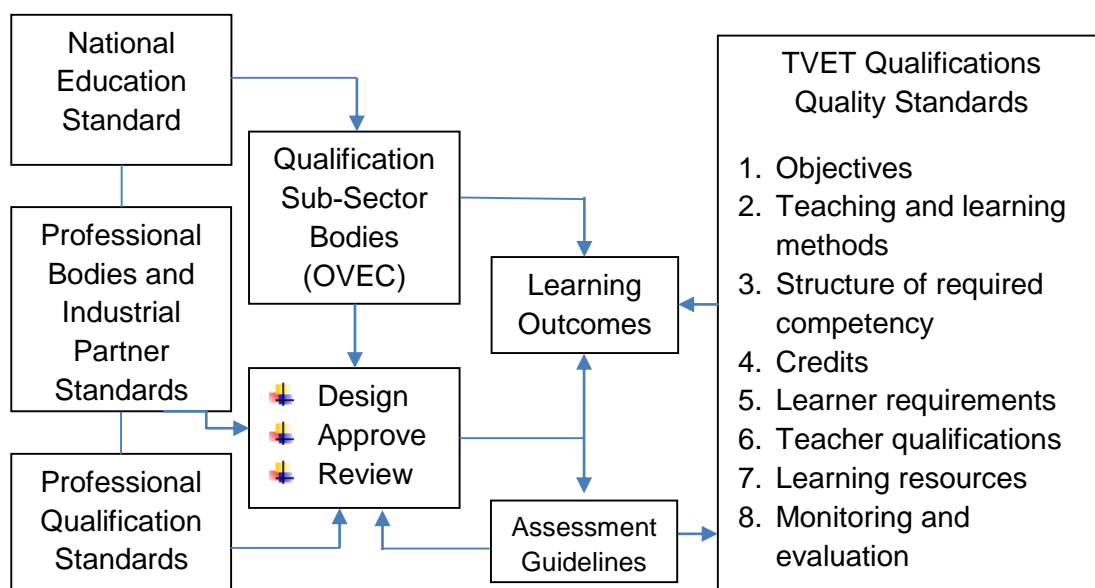 National
Education
Standard
Professional
Bodies and
Industrial
Partner
Standards
Professional
Qualification
Standards
Qualification
Sub-Sector
Bodies
(OVEC)
Design
Approve
Review
Learning
Outcomes
Assessment
Guidelines
TVET Qualifications
Quality Standards
1. Objectives
2. Teaching and learning
methods
3. Structure of required
competency
4. Credits
5. Learner requirements
6. Teacher qualifications
7. Learning resources
8. Monitoring and
evaluation